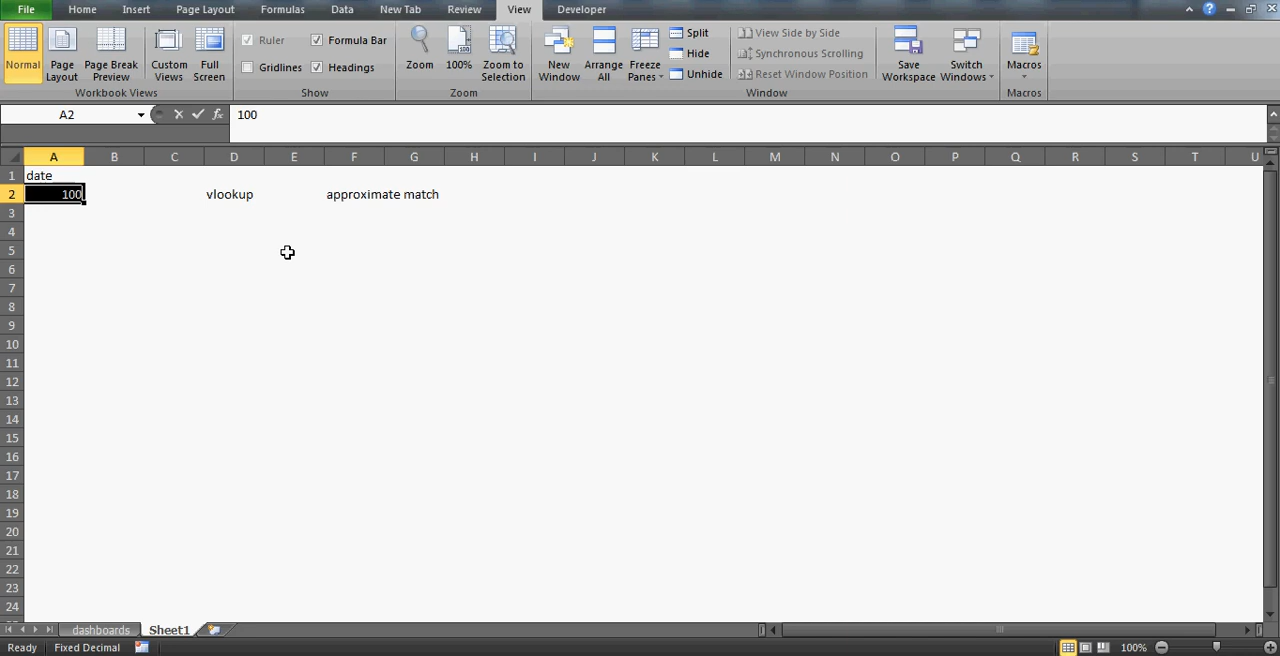 File Home Insert Page Layout Formulas Data New Tab Review View Developer
Normal Page Layout Page Break Preview Custom Views Full Screen
Ruler Formula Bar
Gridlines Headings
Zoom 100% Zoom to Selection
New Window Arrange All Freeze Panes
Split
Hide
Unhide
View Side by Side
Synchronous Scrolling
Reset Window Position
Save Workspace Switch Windows Macros
Workbook Views Show Zoom Window Macros
A2 fx 100
A B C D E F G H I J K L M N O P Q R S T U
1 date
2 100 vlookup approximate match
3
4
5
6
7
8
9
10
11
12
13
14
15
16
17
18
19
20
21
22
23
24
dashboards Sheet1
Ready Fixed Decimal 100%